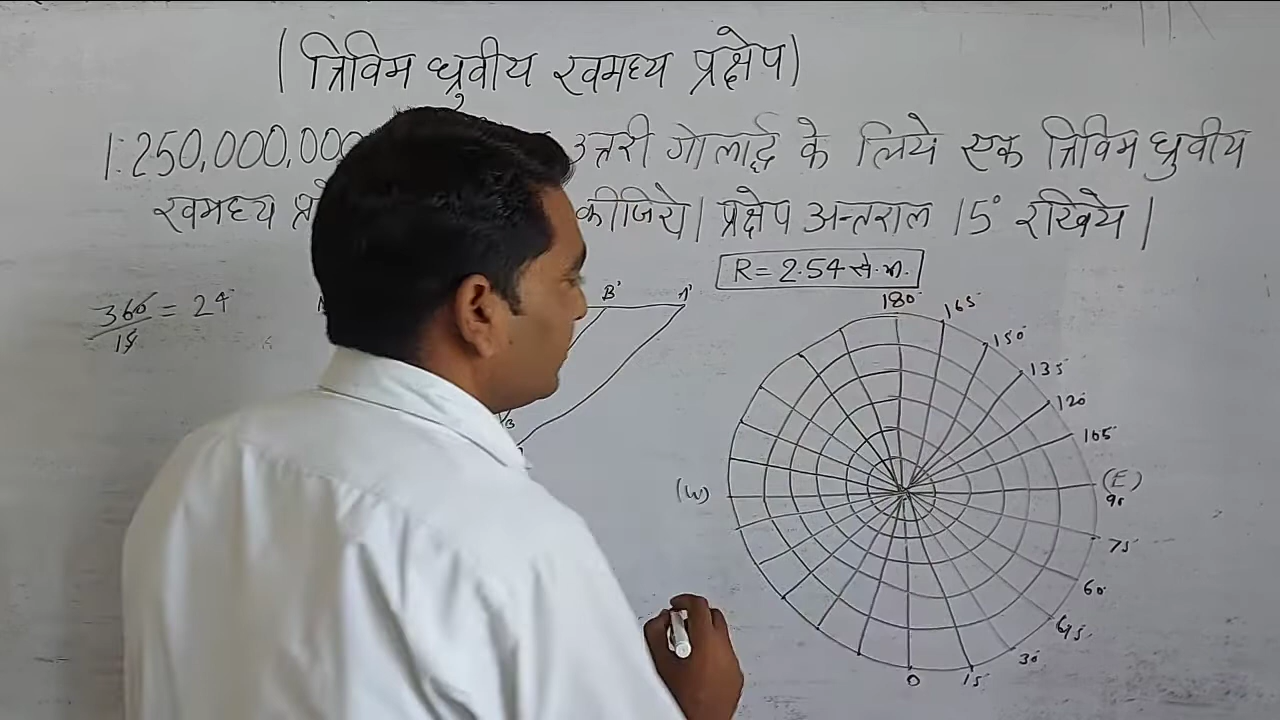 ( त्रिविम ध्रुवीय खमध्य प्रक्षेप )
1:250,000,000 उत्तरी गोलार्द्ध के लिये एक त्रिविम ध्रुवीय
खमध्य कीजिये। प्रक्षेप अन्तराल 15° रखिये।
R = 2.54 से.मी.
360/15 = 24°
B' A'
B
180°
165°
150°
135°
120°
105°
(E)
90
75°
60°
45°
30°
15°
0
(W)